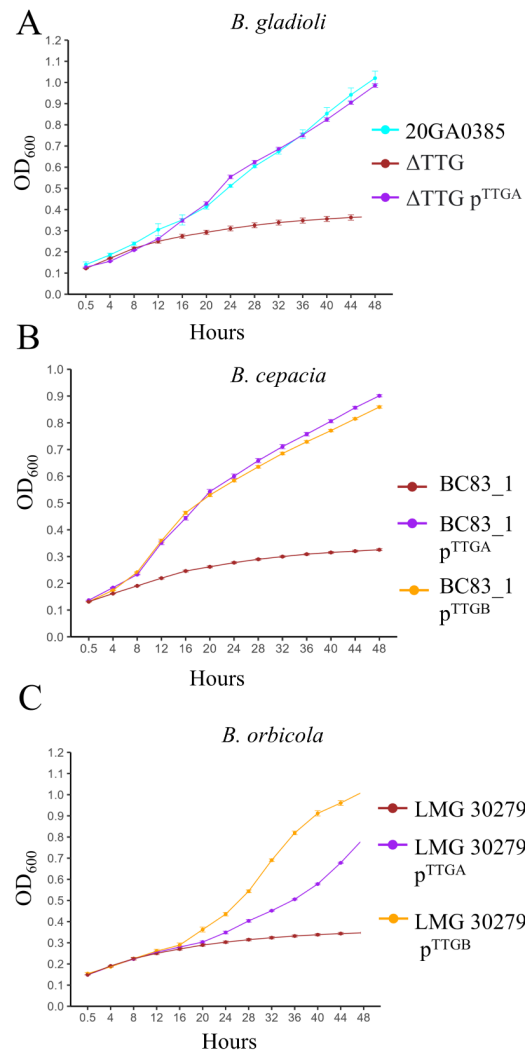 A
B. gladioli
1.2
1.1
1.0
0.9
0.8
0.7
0.6
0.5
0.4
0.3
0.2
0.1
0.0
OD600
0.5 4 8 12 16 20 24 28 32 36 40 44 48
Hours
20GA0385
ΔTTG
ΔTTG pTTGA
B
B. cepacia
1.0
0.9
0.8
0.7
0.6
0.5
0.4
0.3
0.2
0.1
0.0
OD600
0.5 4 8 12 16 20 24 28 32 36 40 44 48
Hours
BC83_1
BC83_1
pTTGA
BC83_1
pTTGB
C
B. orbicola
1.2
1.1
1.0
0.9
0.8
0.7
0.6
0.5
0.4
0.3
0.2
0.1
0.0
OD600
0.5 4 8 12 16 20 24 28 32 36 40 44 48
Hours
LMG 30279
LMG 30279
pTTGA
LMG 30279
pTTGB